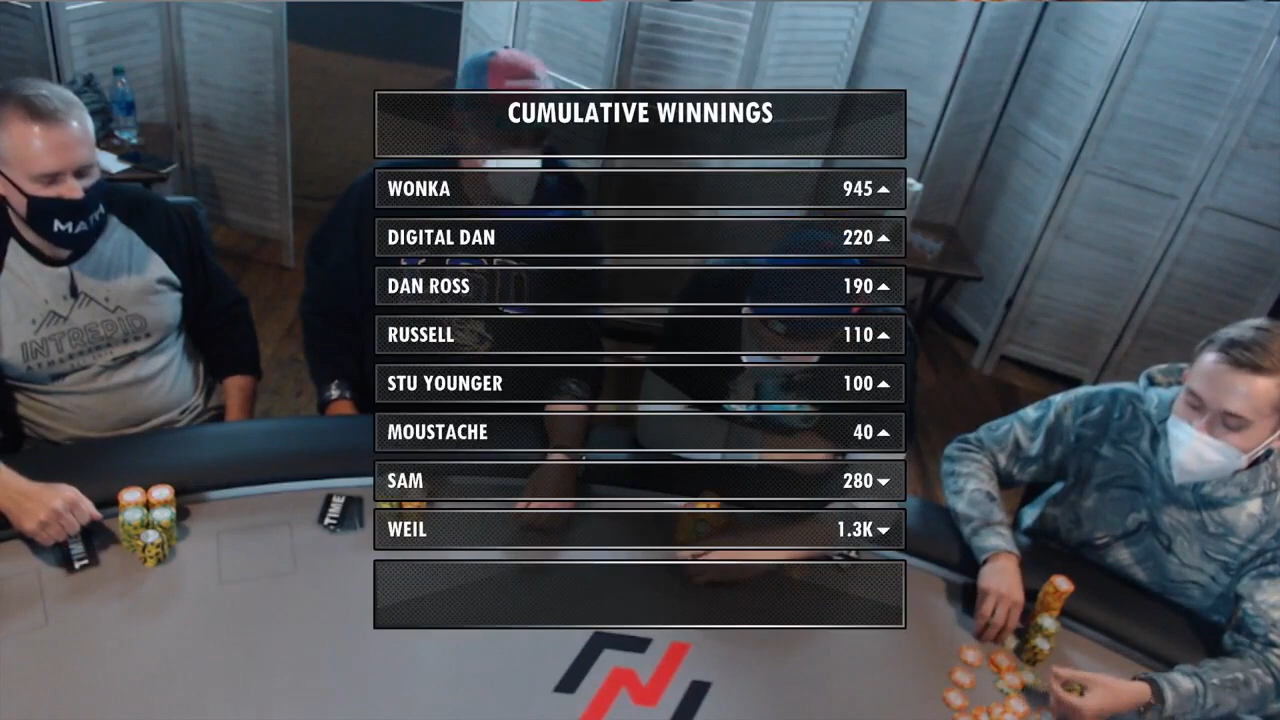 CUMULATIVE WINNINGS
WONKA 945
DIGITAL DAN 220
DAN ROSS 190
RUSSELL 110
STU YOUNGER 100
MOUSTACHE 40
SAM 280
WEIL 1.3K
INTREPID
TIME
TIME